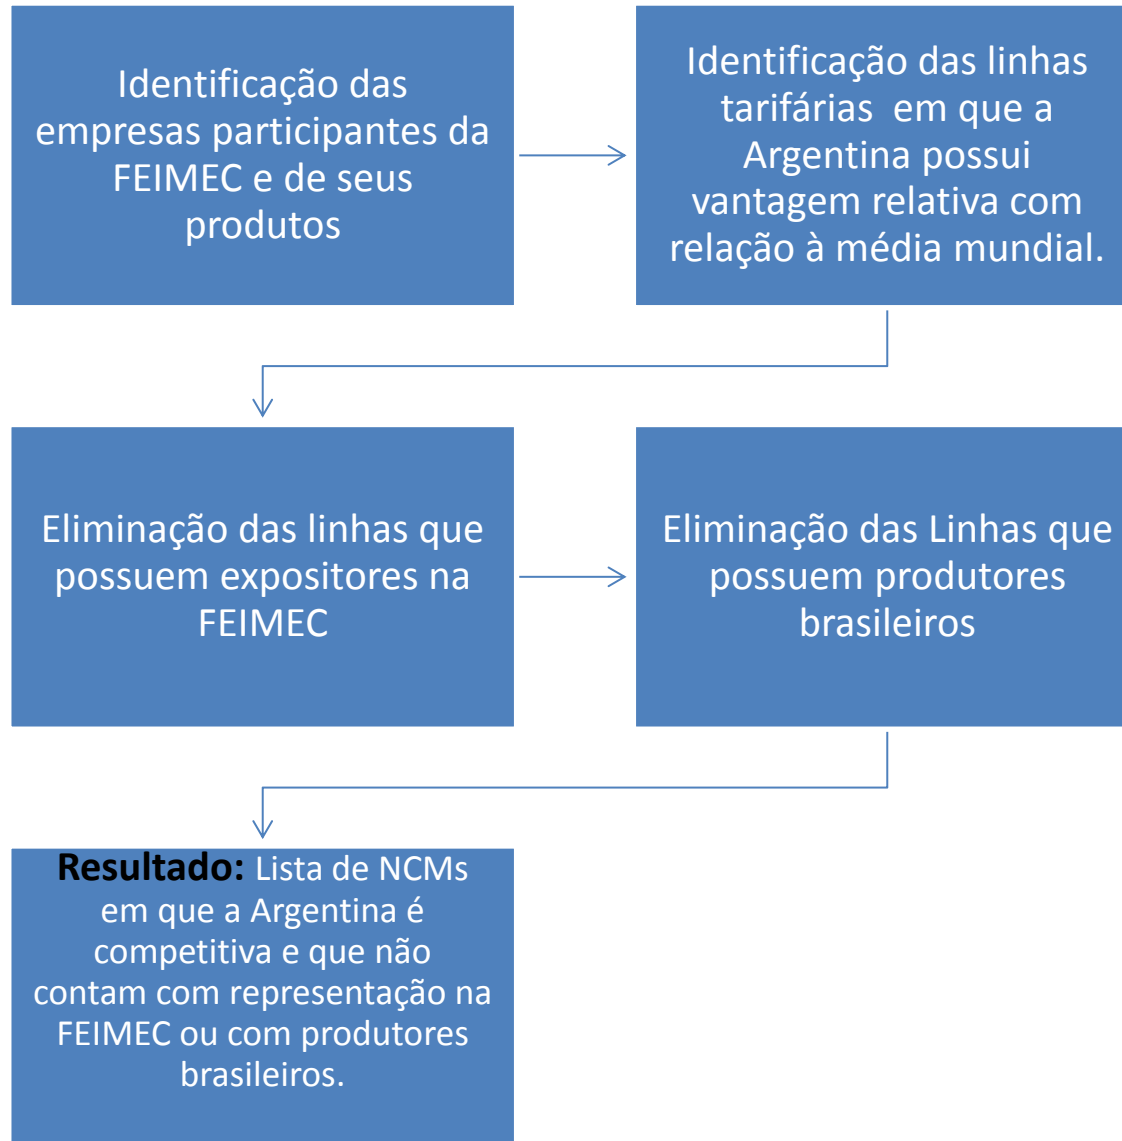 Identificação das
empresas participantes da
FEIMEC e de seus
produtos
Identificação das linhas
tarifárias em que a
Argentina possui
vantagem relativa com
relação à média mundial.
Eliminação das linhas que
possuem expositores na
FEIMEC
Eliminação das Linhas que
possuem produtores
brasileiros
Resultado: Lista de NCMs
em que a Argentina é
competitiva e que não
contam com representação na
FEIMEC ou com produtores
brasileiros.